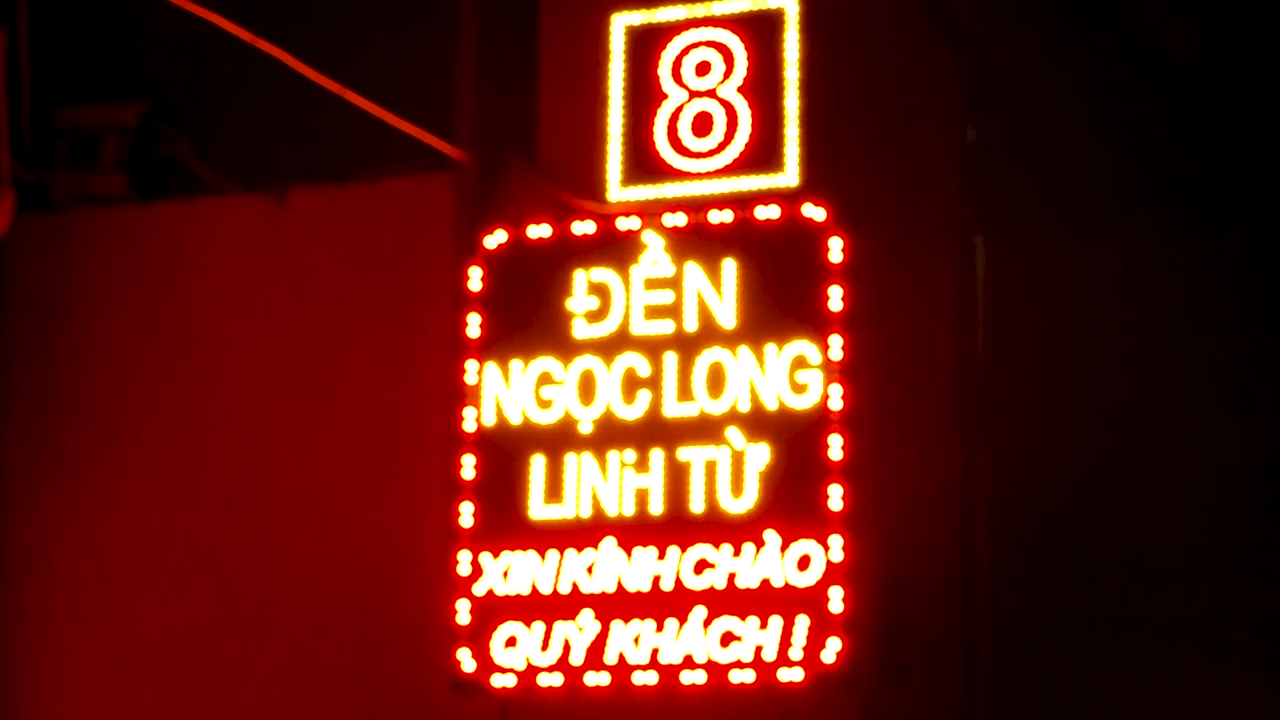 8
ĐỀN
NGỌC LONG
LINH TỪ
XIN KÍNH CHÀO
QUÝ KHÁCH!